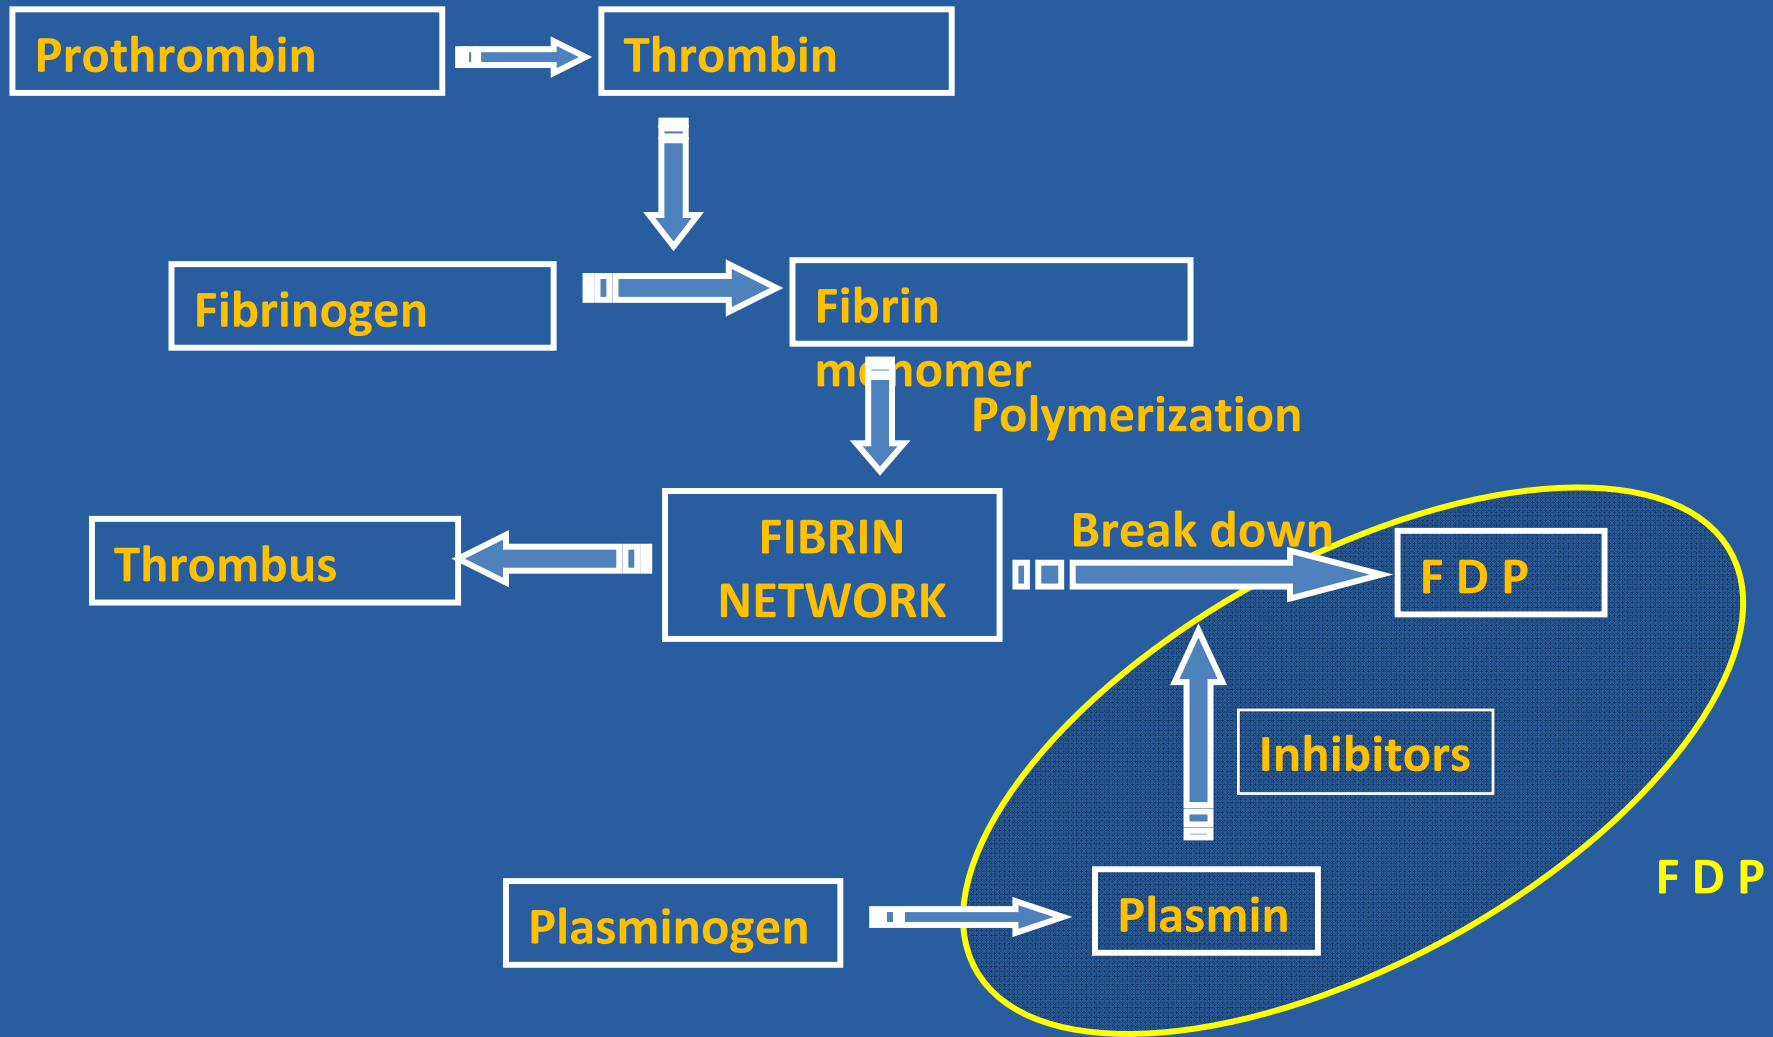 Prothrombin
Thrombin
Fibrinogen
Fibrin
monomer
Polymerization
Thrombus
FIBRIN
NETWORK
Break down
F D P
Inhibitors
F D P
Plasminogen
Plasmin